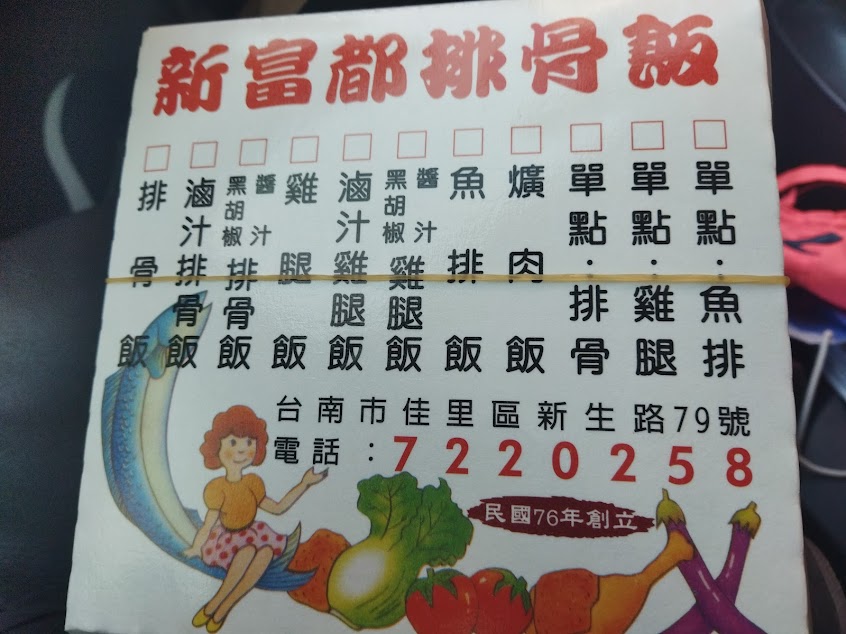 新富都排骨飯
□排骨飯
□滷汁排骨飯
□黑胡椒醬汁排骨飯
□雞腿飯
□滷汁雞腿飯
□黑胡椒醬汁雞腿飯
□魚排飯
□爌肉飯
□單點：排骨
□單點：雞腿
□單點：魚排
台南市佳里區新生路79號
電話：7220258
民國76年創立